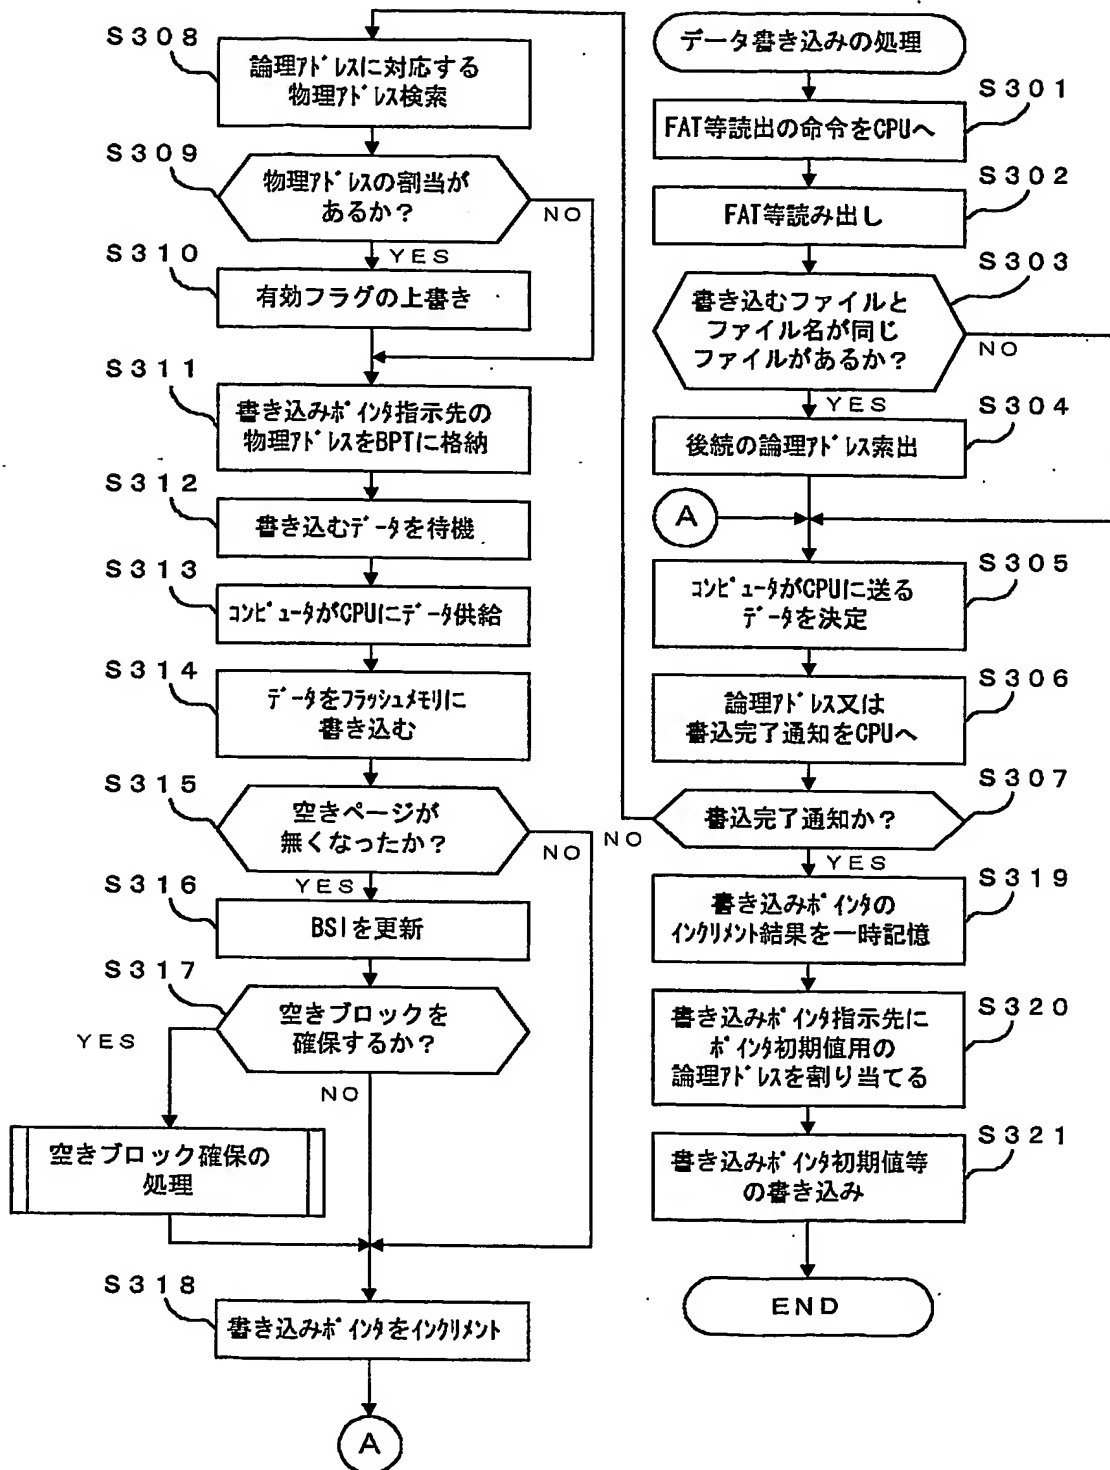 データ書き込みの処理
S301
FAT等読出の命令をCPUへ
S302
FAT等読み出し
S303
書き込むファイルと
ファイル名が同じ
ファイルがあるか？
NO
YES
S304
後続の論理アドレス索出
A
S305
コンピュータがCPUに送る
データを決定
S306
論理アドレス又は
書込完了通知をCPUへ
S307
書込完了通知か？
NO
YES
S308
論理アドレスに対応する
物理アドレス検索
S309
物理アドレスの割当が
あるか？
NO
YES
S310
有効フラグの上書き
S311
書き込みポインタ指示先の
物理アドレスをBPTに格納
S312
書き込むデータを待機
S313
コンピュータがCPUにデータ供給
S314
データをフラッシュメモリに
書き込む
S315
空きページが
無くなったか？
NO
YES
S316
BSIを更新
S317
空きブロックを
確保するか？
YES
NO
空きブロック確保の
処理
S318
書き込みポインタをインクリメント
A
S319
書き込みポインタの
インクリメント結果を一時記憶
S320
書き込みポインタ指示先に
ポインタ初期値用の
論理アドレスを割り当てる
S321
書き込みポインタ初期値等
の書き込み
END